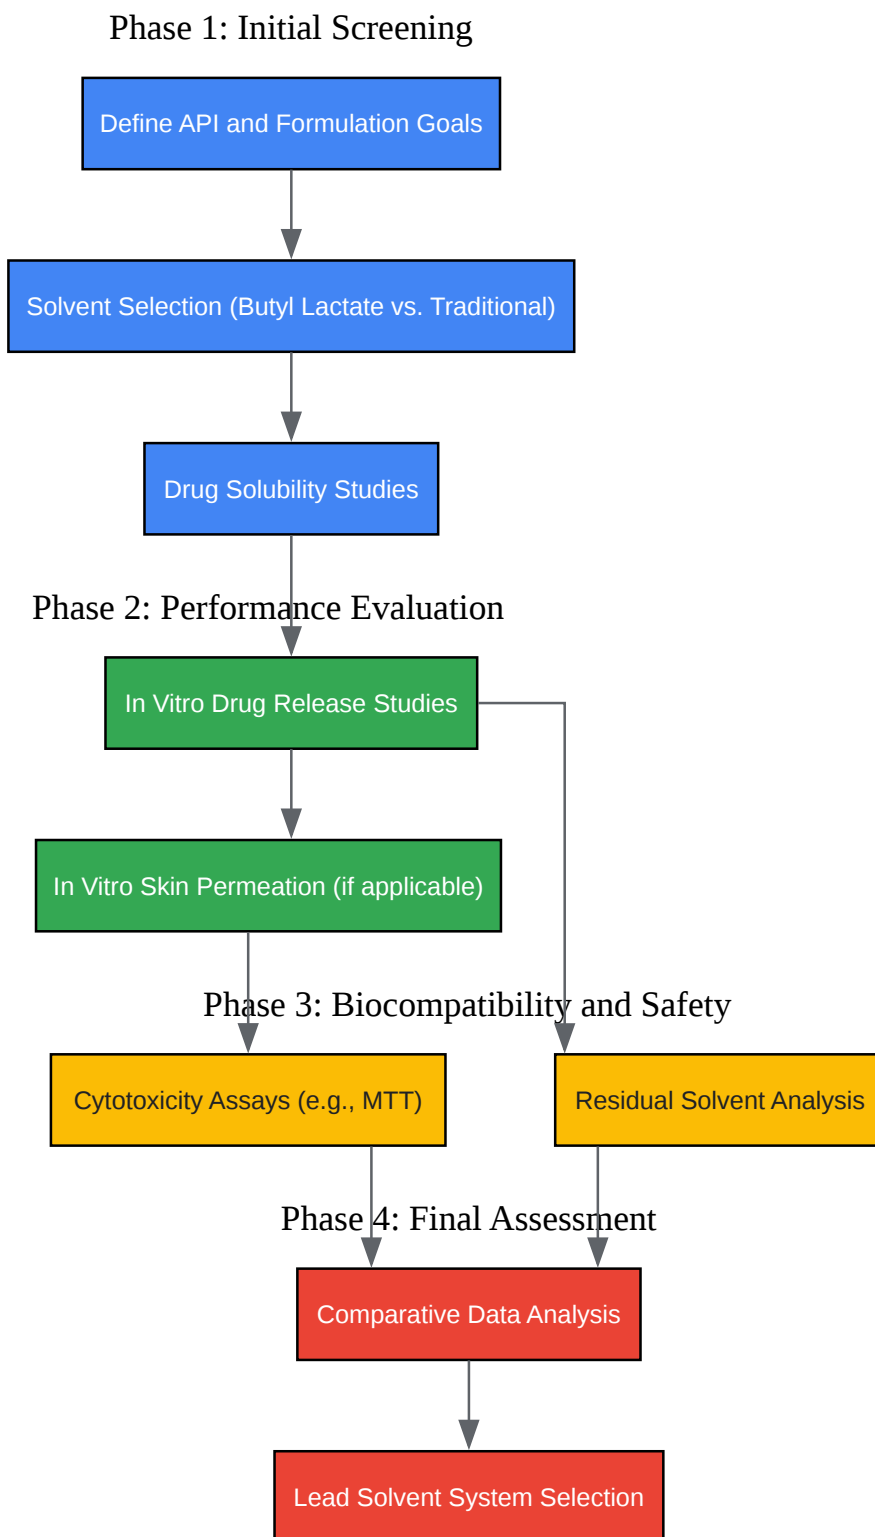 Phase 1: Initial Screening
Define API and Formulation Goals
Solvent Selection (Butyl Lactate vs. Traditional)
Drug Solubility Studies
Phase 2: Performance Evaluation
In Vitro Drug Release Studies
In Vitro Skin Permeation (if applicable)
Phase 3: Biocompatibility and Safety
Cytotoxicity Assays (e.g., MTT)
Residual Solvent Analysis
Phase 4: Final Assessment
Comparative Data Analysis
Lead Solvent System Selection